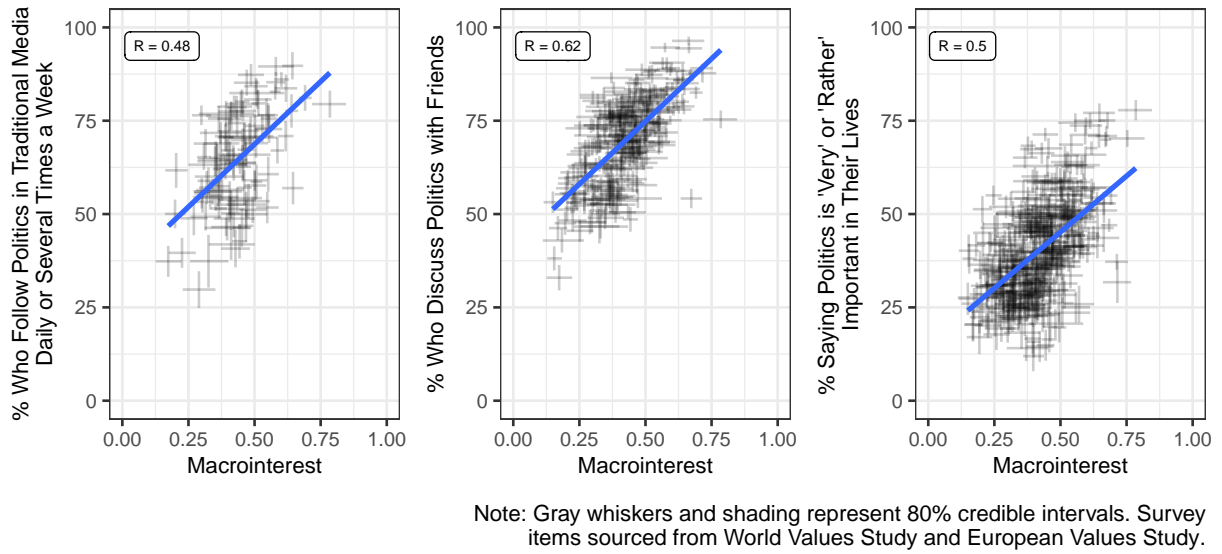 % Who Follow Politics in Traditional Media
Daily or Several Times a Week
100
75
50
25
0
R = 0.48
0.00 0.25 0.50 0.75 1.00
Macrointerest
% Who Discuss Politics with Friends
100
75
50
25
0
R = 0.62
0.00 0.25 0.50 0.75 1.00
Macrointerest
% Saying Politics is 'Very' or 'Rather'
Important in Their Lives
100
75
50
25
0
R = 0.5
0.00 0.25 0.50 0.75 1.00
Macrointerest
Note: Gray whiskers and shading represent 80% credible intervals. Survey
items sourced from World Values Study and European Values Study.